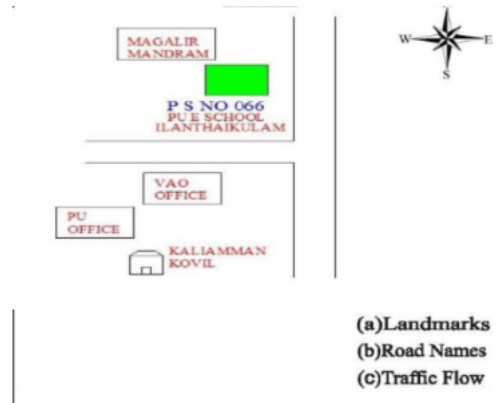 MAGALIR
MANDRAM
W E
S
P S NO 066
PU E SCHOOL
ILANTHAIKULAM
VAO
OFFICE
PU
OFFICE
KALIAMMAN
KOVIL
(a)Landmarks
(b)Road Names
(c)Traffic Flow